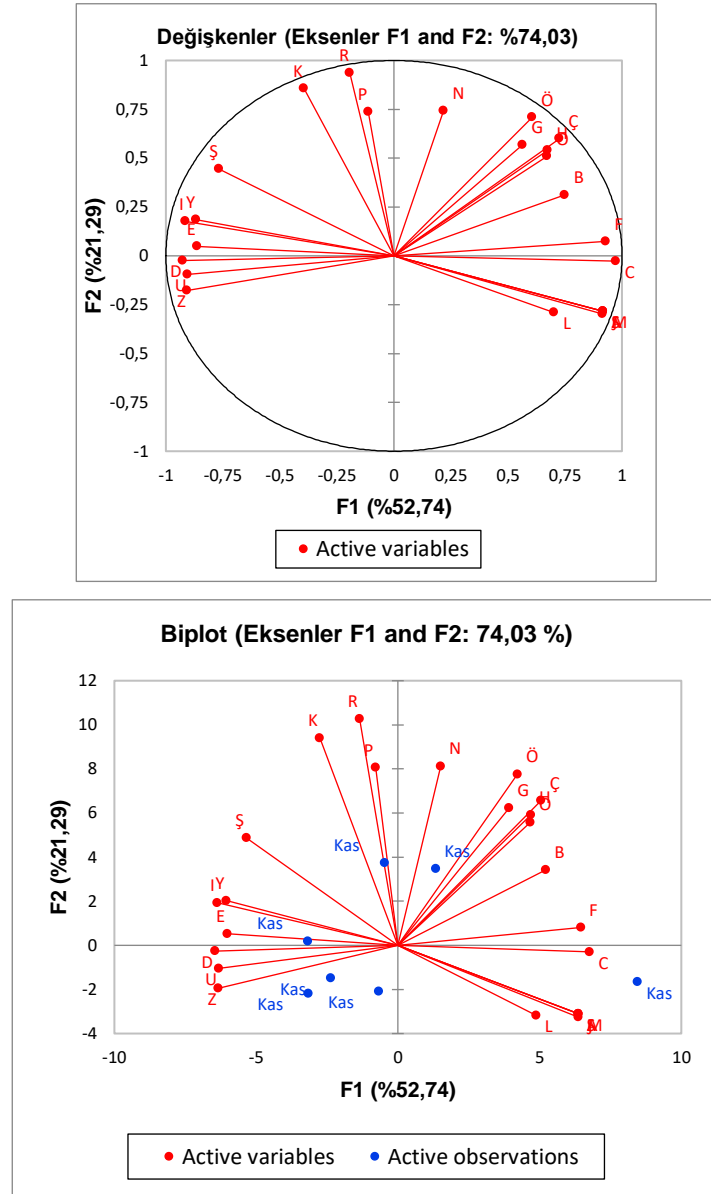 Değişkenler (Eksenler F1 and F2: %74,03)
1
0,75
0,5
0,25
0
-0,25
-0,5
-0,75
-1
-1 -0,75 -0,5 -0,25 0 0,25 0,5 0,75 1
F2 (%21,29)
F1 (%52,74)
K
R
P
N
Ö
G
Ç
B
Ş
I
Y
E
F
C
D
U
Z
L
M
Active variables
Biplot (Eksenler F1 and F2: 74,03 %)
12
10
8
6
4
2
0
-2
-4
-10 -5 0 5 10
F2 (%21,29)
F1 (%52,74)
R
K
P
N
Ö
G
Ç
B
Ş
I
Y
E
F
C
D
U
Z
L
M
Kas
Kas
Kas
Kas
Kas
Kas
Kas
Active variables
Active observations